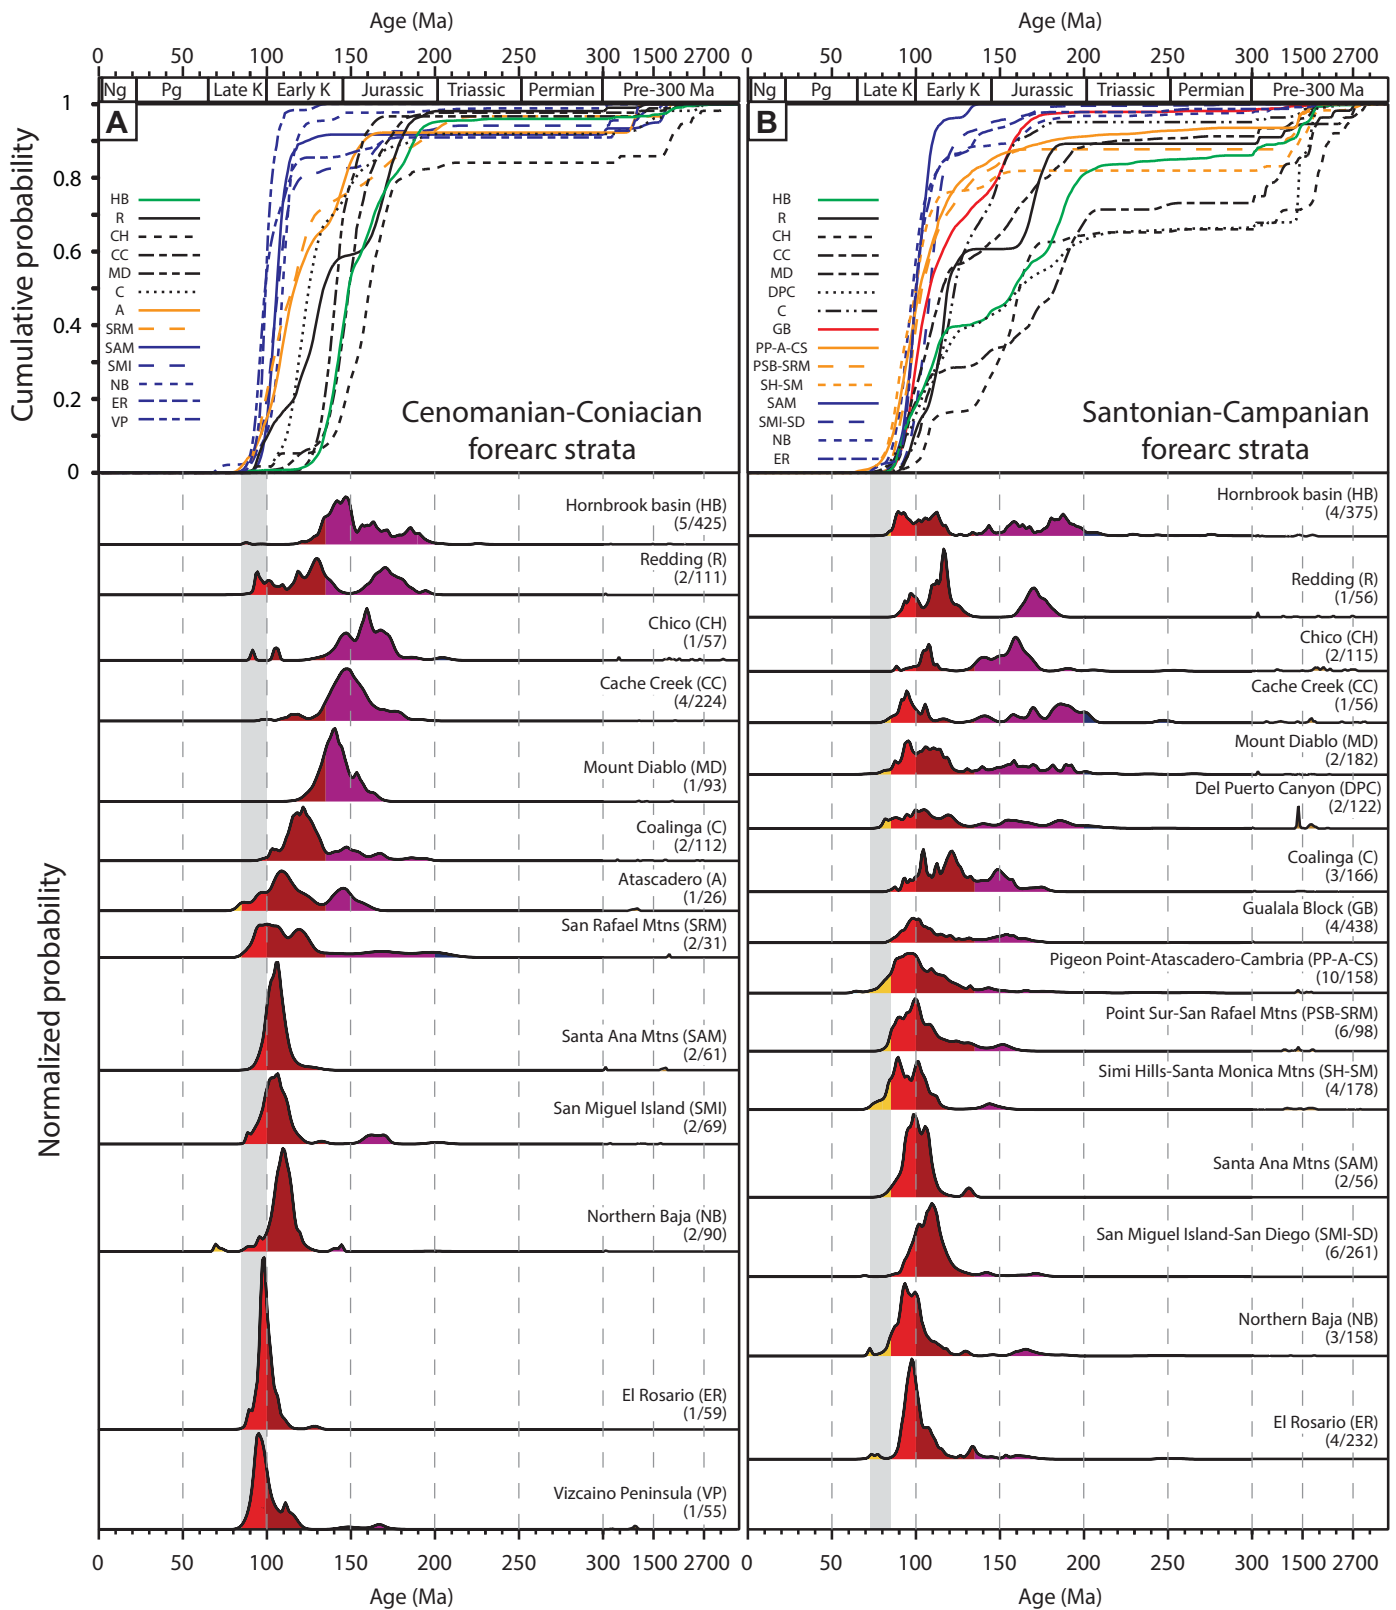 Age (Ma)
0 50 100 150 200 300 1500 2700
Ng Pg Late K Early K Jurassic Triassic Permian Pre-300 Ma
A
Cumulative probability
1
0.8
0.6
0.4
0.2
0
HB
R
CH
CC
MD
C
A
SRM
SAM
SMI
NB
ER
VP
Cenomanian-Coniacian
forearc strata
Age (Ma)
0 50 100 150 200 300 1500 2700
Ng Pg Late K Early K Jurassic Triassic Permian Pre-300 Ma
B
HB
R
CH
CC
MD
DPC
C
GB
PP-A-CS
PSB-SRM
SH-SM
SAM
SMI-SD
NB
ER
Santonian-Campanian
forearc strata
Normalized probability
Hornbrook basin (HB)
(5/425)
Redding (R)
(2/111)
Chico (CH)
(1/57)
Cache Creek (CC)
(4/224)
Mount Diablo (MD)
(1/93)
Coalinga (C)
(2/112)
Atascadero (A)
(1/26)
San Rafael Mtns (SRM)
(2/31)
Santa Ana Mtns (SAM)
(2/61)
San Miguel Island (SMI)
(2/69)
Northern Baja (NB)
(2/90)
El Rosario (ER)
(1/59)
Vizcaino Peninsula (VP)
(1/55)
0 50 100 150 200 300 1500 2700
Age (Ma)
Hornbrook basin (HB)
(4/375)
Redding (R)
(1/56)
Chico (CH)
(2/115)
Cache Creek (CC)
(1/56)
Mount Diablo (MD)
(2/182)
Del Puerto Canyon (DPC)
(2/122)
Coalinga (C)
(3/166)
Gualala Block (GB)
(4/438)
Pigeon Point-Atascadero-Cambria (PP-A-CS)
(10/158)
Point Sur-San Rafael Mtns (PSB-SRM)
(6/98)
Simi Hills-Santa Monica Mtns (SH-SM)
(4/178)
Santa Ana Mtns (SAM)
(2/56)
San Miguel Island-San Diego (SMI-SD)
(6/261)
Northern Baja (NB)
(3/158)
El Rosario (ER)
(4/232)
0 50 100 150 200 300 1500 2700
Age (Ma)